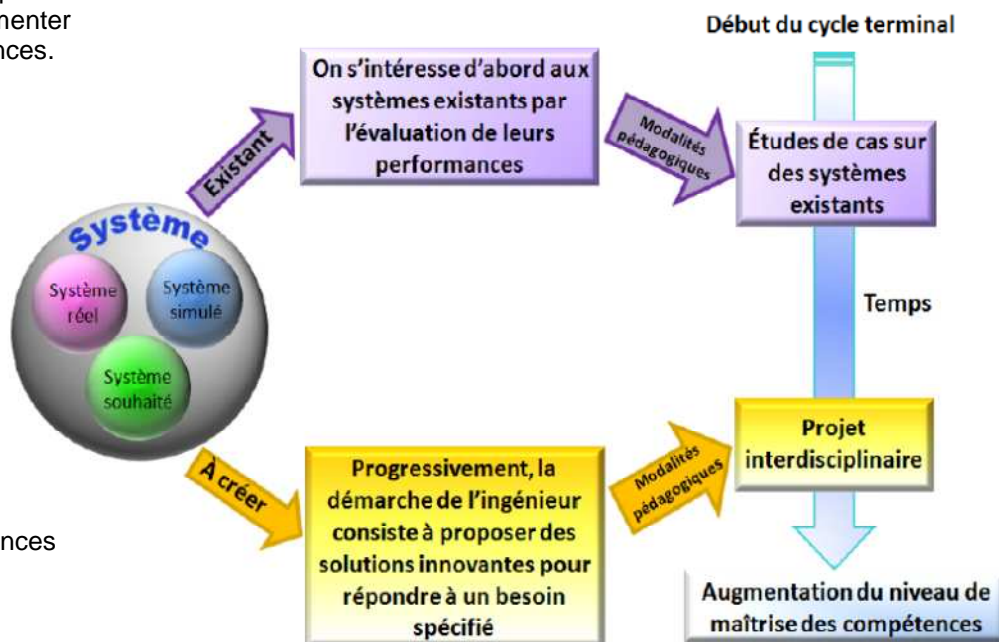 menter
nces.
Début du cycle terminal
On s'intéresse d'abord aux
systèmes existants par
l'évaluation de leurs
performances
Existant
Modalités
pédagogiques
Études de cas sur
des systèmes
existants
Système
Système
réel
Système
simulé
Système
souhaité
Temps
À créer
Progressivement, la
démarche de l'ingénieur
consiste à proposer des
solutions innovantes pour
répondre à un besoin
spécifié
Modalités
pédagogiques
Projet
interdisciplinaire
nces
Augmentation du niveau de
maîtrise des compétences